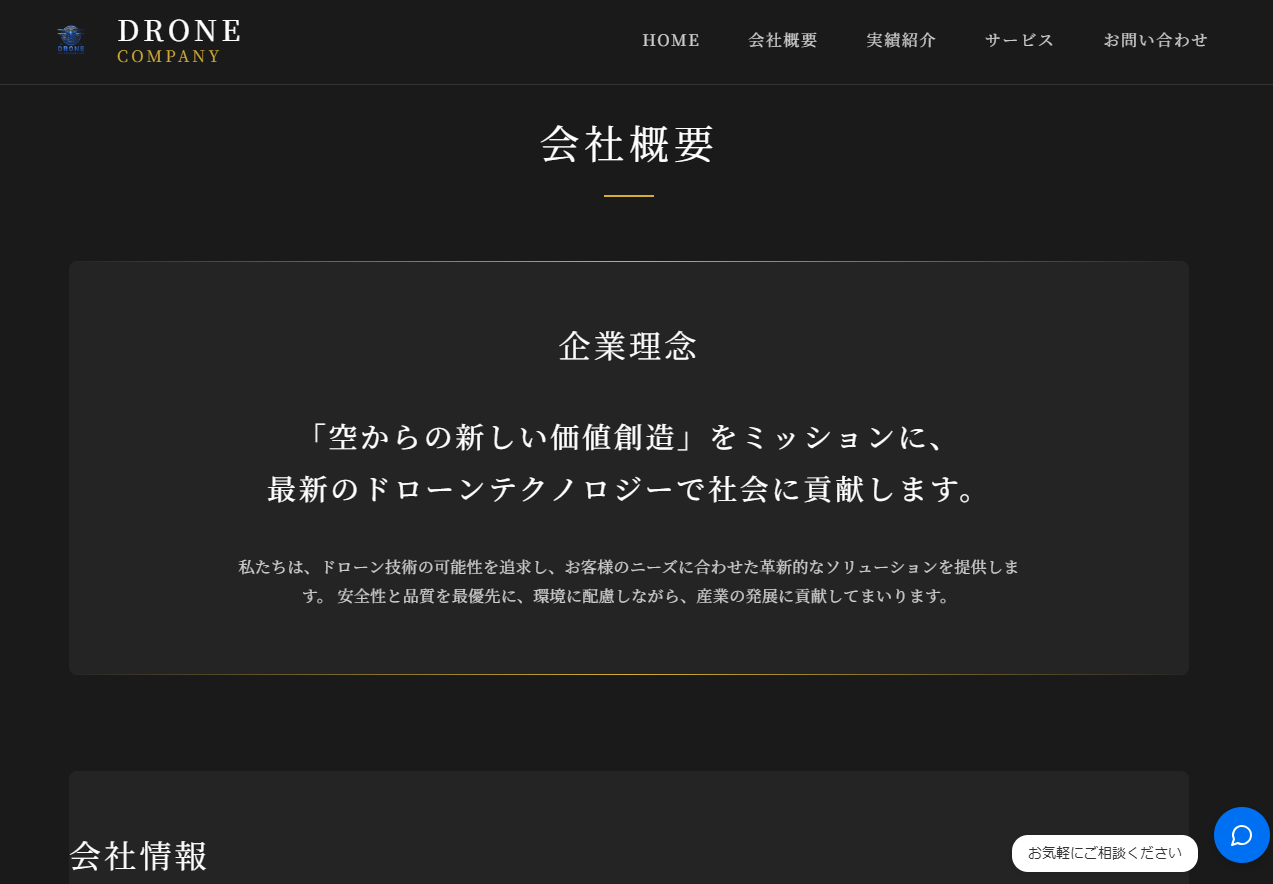 DRONE
DRONE
COMPANY
HOME 会社概要 実績紹介 サービス お問い合わせ
会社概要
企業理念
「空からの新しい価値創造」をミッションに、
最新のドローンテクノロジーで社会に貢献します。
私たちは、ドローン技術の可能性を追求し、お客様のニーズに合わせた革新的なソリューションを提供しま
す。 安全性と品質を最優先に、環境に配慮しながら、産業の発展に貢献してまいります。
会社情報
お気軽にご相談ください